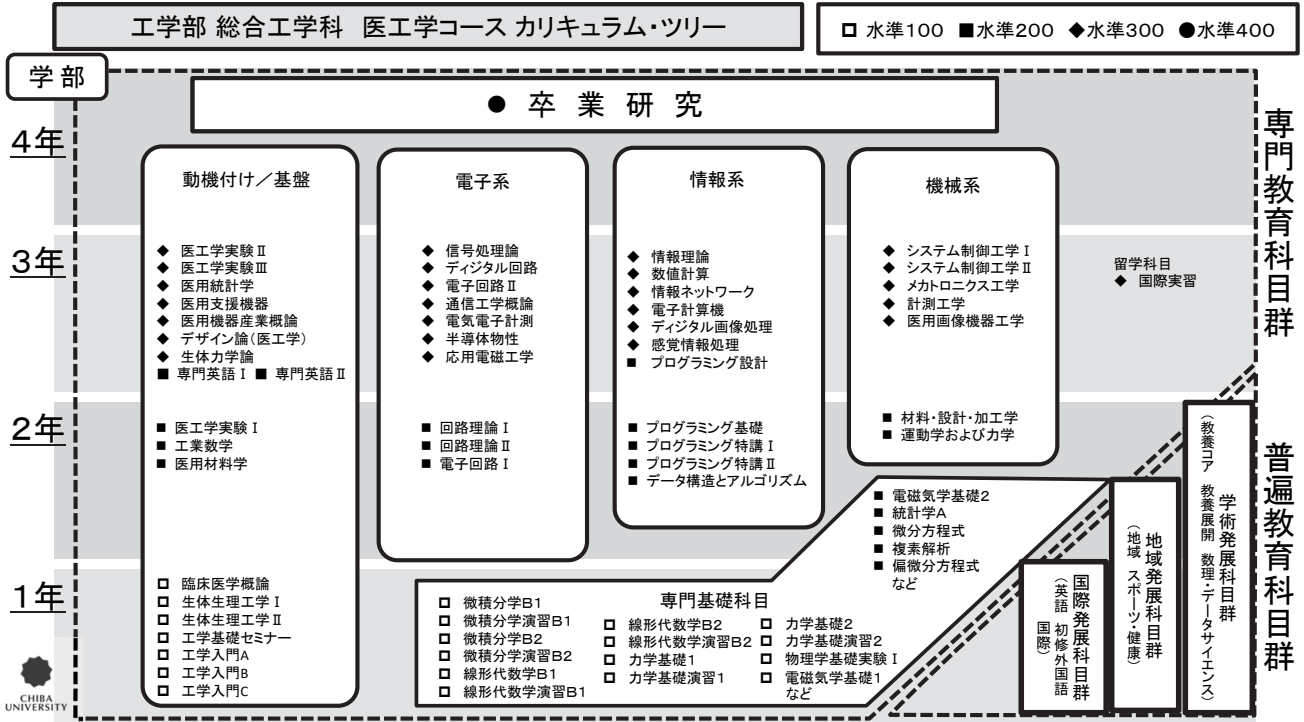 工学部 総合工学科 医工学コース カリキュラム・ツリー
□ 水準100 ■水準200 ◆水準300 ●水準400
学部
● 卒業研究
4年
3年
2年
1年
動機付け／基盤
◆ 医工学実験Ⅱ
◆ 医工学実験Ⅲ
◆ 医用統計学
◆ 医用支援機器
◆ 医用機器産業概論
◆ デザイン論（医工学）
◆ 生体力学論
■ 専門英語Ⅰ ■ 専門英語Ⅱ
■ 医工学実験Ⅰ
■ 工業数学
■ 医用材料学
□ 臨床医学概論
□ 生体生理工学Ⅰ
□ 生体生理工学Ⅱ
□ 工学基礎セミナー
□ 工学入門A
□ 工学入門B
□ 工学入門C
電子系
◆ 信号処理論
◆ ディジタル回路
◆ 電子回路Ⅱ
◆ 通信工学概論
◆ 電気電子計測
◆ 半導体物性
◆ 応用電磁工学
■ 回路理論Ⅰ
■ 回路理論Ⅱ
■ 電子回路Ⅰ
情報系
◆ 情報理論
◆ 数値計算
◆ 情報ネットワーク
◆ 電子計算機
◆ ディジタル画像処理
◆ 感覚情報処理
■ プログラミング設計
■ プログラミング基礎
■ プログラミング特講Ⅰ
■ プログラミング特講Ⅱ
■ データ構造とアルゴリズム
機械系
◆ システム制御工学Ⅰ
◆ システム制御工学Ⅱ
◆ メカトロニクス工学
◆ 計測工学
◆ 医用画像機器工学
■ 材料・設計・加工学
■ 運動学および力学
留学科目
◆ 国際実習
専門基礎科目
□ 微積分学B1
□ 微積分学演習B1
□ 微積分学B2
□ 微積分学演習B2
□ 線形代数学B1
□ 線形代数学演習B1
□ 線形代数学B2
□ 線形代数学演習B2
□ 力学基礎1
□ 力学基礎演習1
□ 力学基礎2
□ 力学基礎演習2
□ 物理学基礎実験Ⅰ
□ 電磁気学基礎1
など
■ 電磁気学基礎2
■ 統計学A
■ 微分方程式
■ 複素解析
■ 偏微分方程式
など
国際発展科目群
（英語 初修外国語
国際）
地域発展科目群
（地域 スポーツ・健康）
学術発展科目群
（教養コア 教養展開 数理・データサイエンス）
専門教育科目群
普遍教育科目群
CHIBA
UNIVERSITY